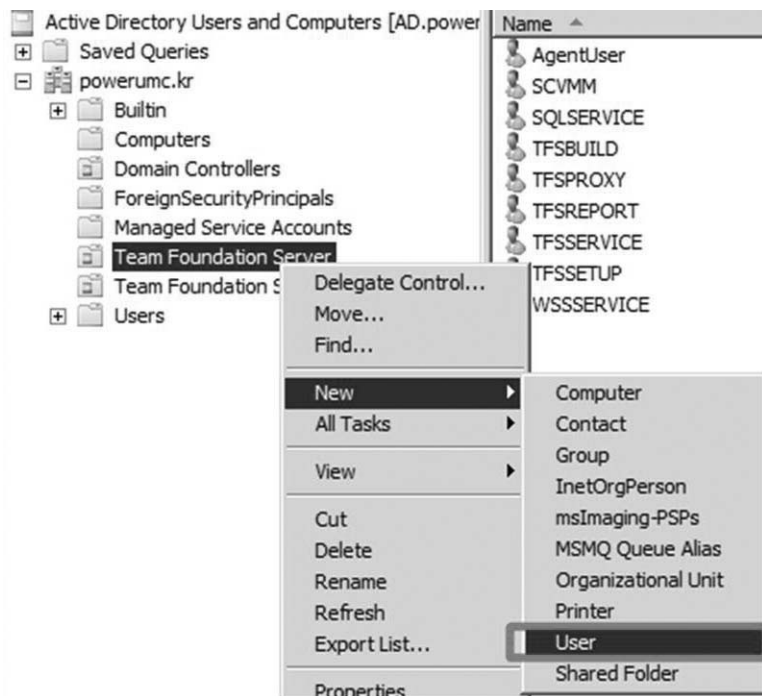 Active Directory Users and Computers [AD.power
Saved Queries
powerumc.kr
Builtin
Computers
Domain Controllers
ForeignSecurityPrincipals
Managed Service Accounts
Team Foundation Server
Team Foundation S
Users
Name
AgentUser
SCVMM
SQLSERVICE
TFSBUILD
TFSPROXY
TFSREPORT
TFSSERVICE
TFSSETUP
WSSSERVICE
Delegate Control...
Move...
Find...
New
All Tasks
View
Cut
Delete
Rename
Refresh
Export List...
Properties
Computer
Contact
Group
InetOrgPerson
msImaging-PSPs
MSMQ Queue Alias
Organizational Unit
Printer
User
Shared Folder